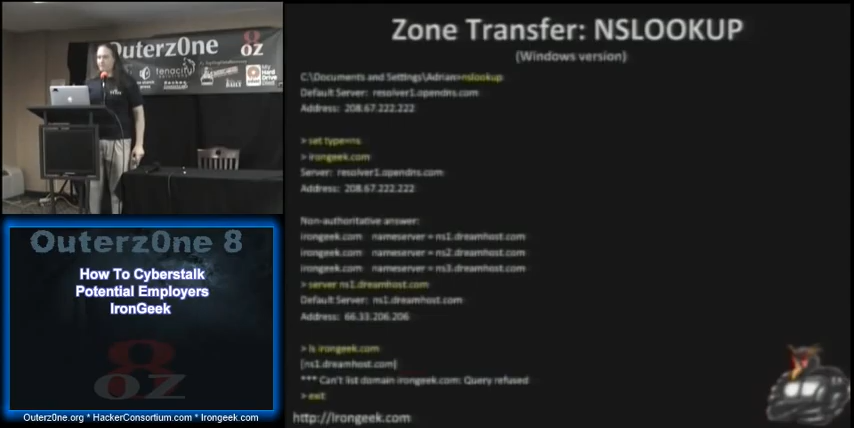 Outerz0ne
8
oz
tenacity
Zone Transfer: NSLOOKUP
(Windows version)
C:\Documents and Settings\Adrian>nslookup
Default Server: resolver1.opendns.com
Address: 208.67.222.222
> set type=ns
> irongeek.com
Server: resolver1.opendns.com
Address: 208.67.222.222
Non-authoritative answer:
irongeek.com nameserver = ns1.dreamhost.com
irongeek.com nameserver = ns2.dreamhost.com
irongeek.com nameserver = ns3.dreamhost.com
> server ns1.dreamhost.com
Default Server: ns1.dreamhost.com
Address: 66.33.206.206
> ls irongeek.com
[ns1.dreamhost.com]
*** Can't list domain irongeek.com: Query refused
> exit
http://Irongeek.com
Outerz0ne 8
How To Cyberstalk
Potential Employers
IronGeek
8
oz
Outerz0ne.org * HackerConsortium.com * Irongeek.com